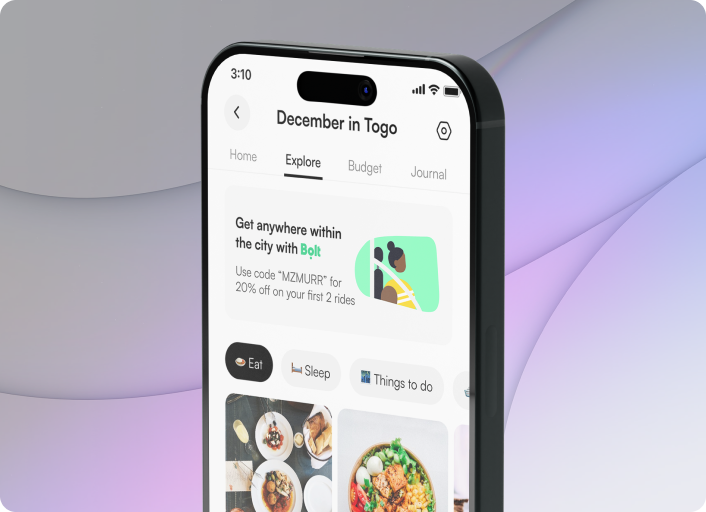 3:10
December in Togo
Home Explore Budget Journal
Get anywhere within
the city with Bolt
Use code “MZMURR” for
20% off on your first 2 rides
Eat Sleep Things to do